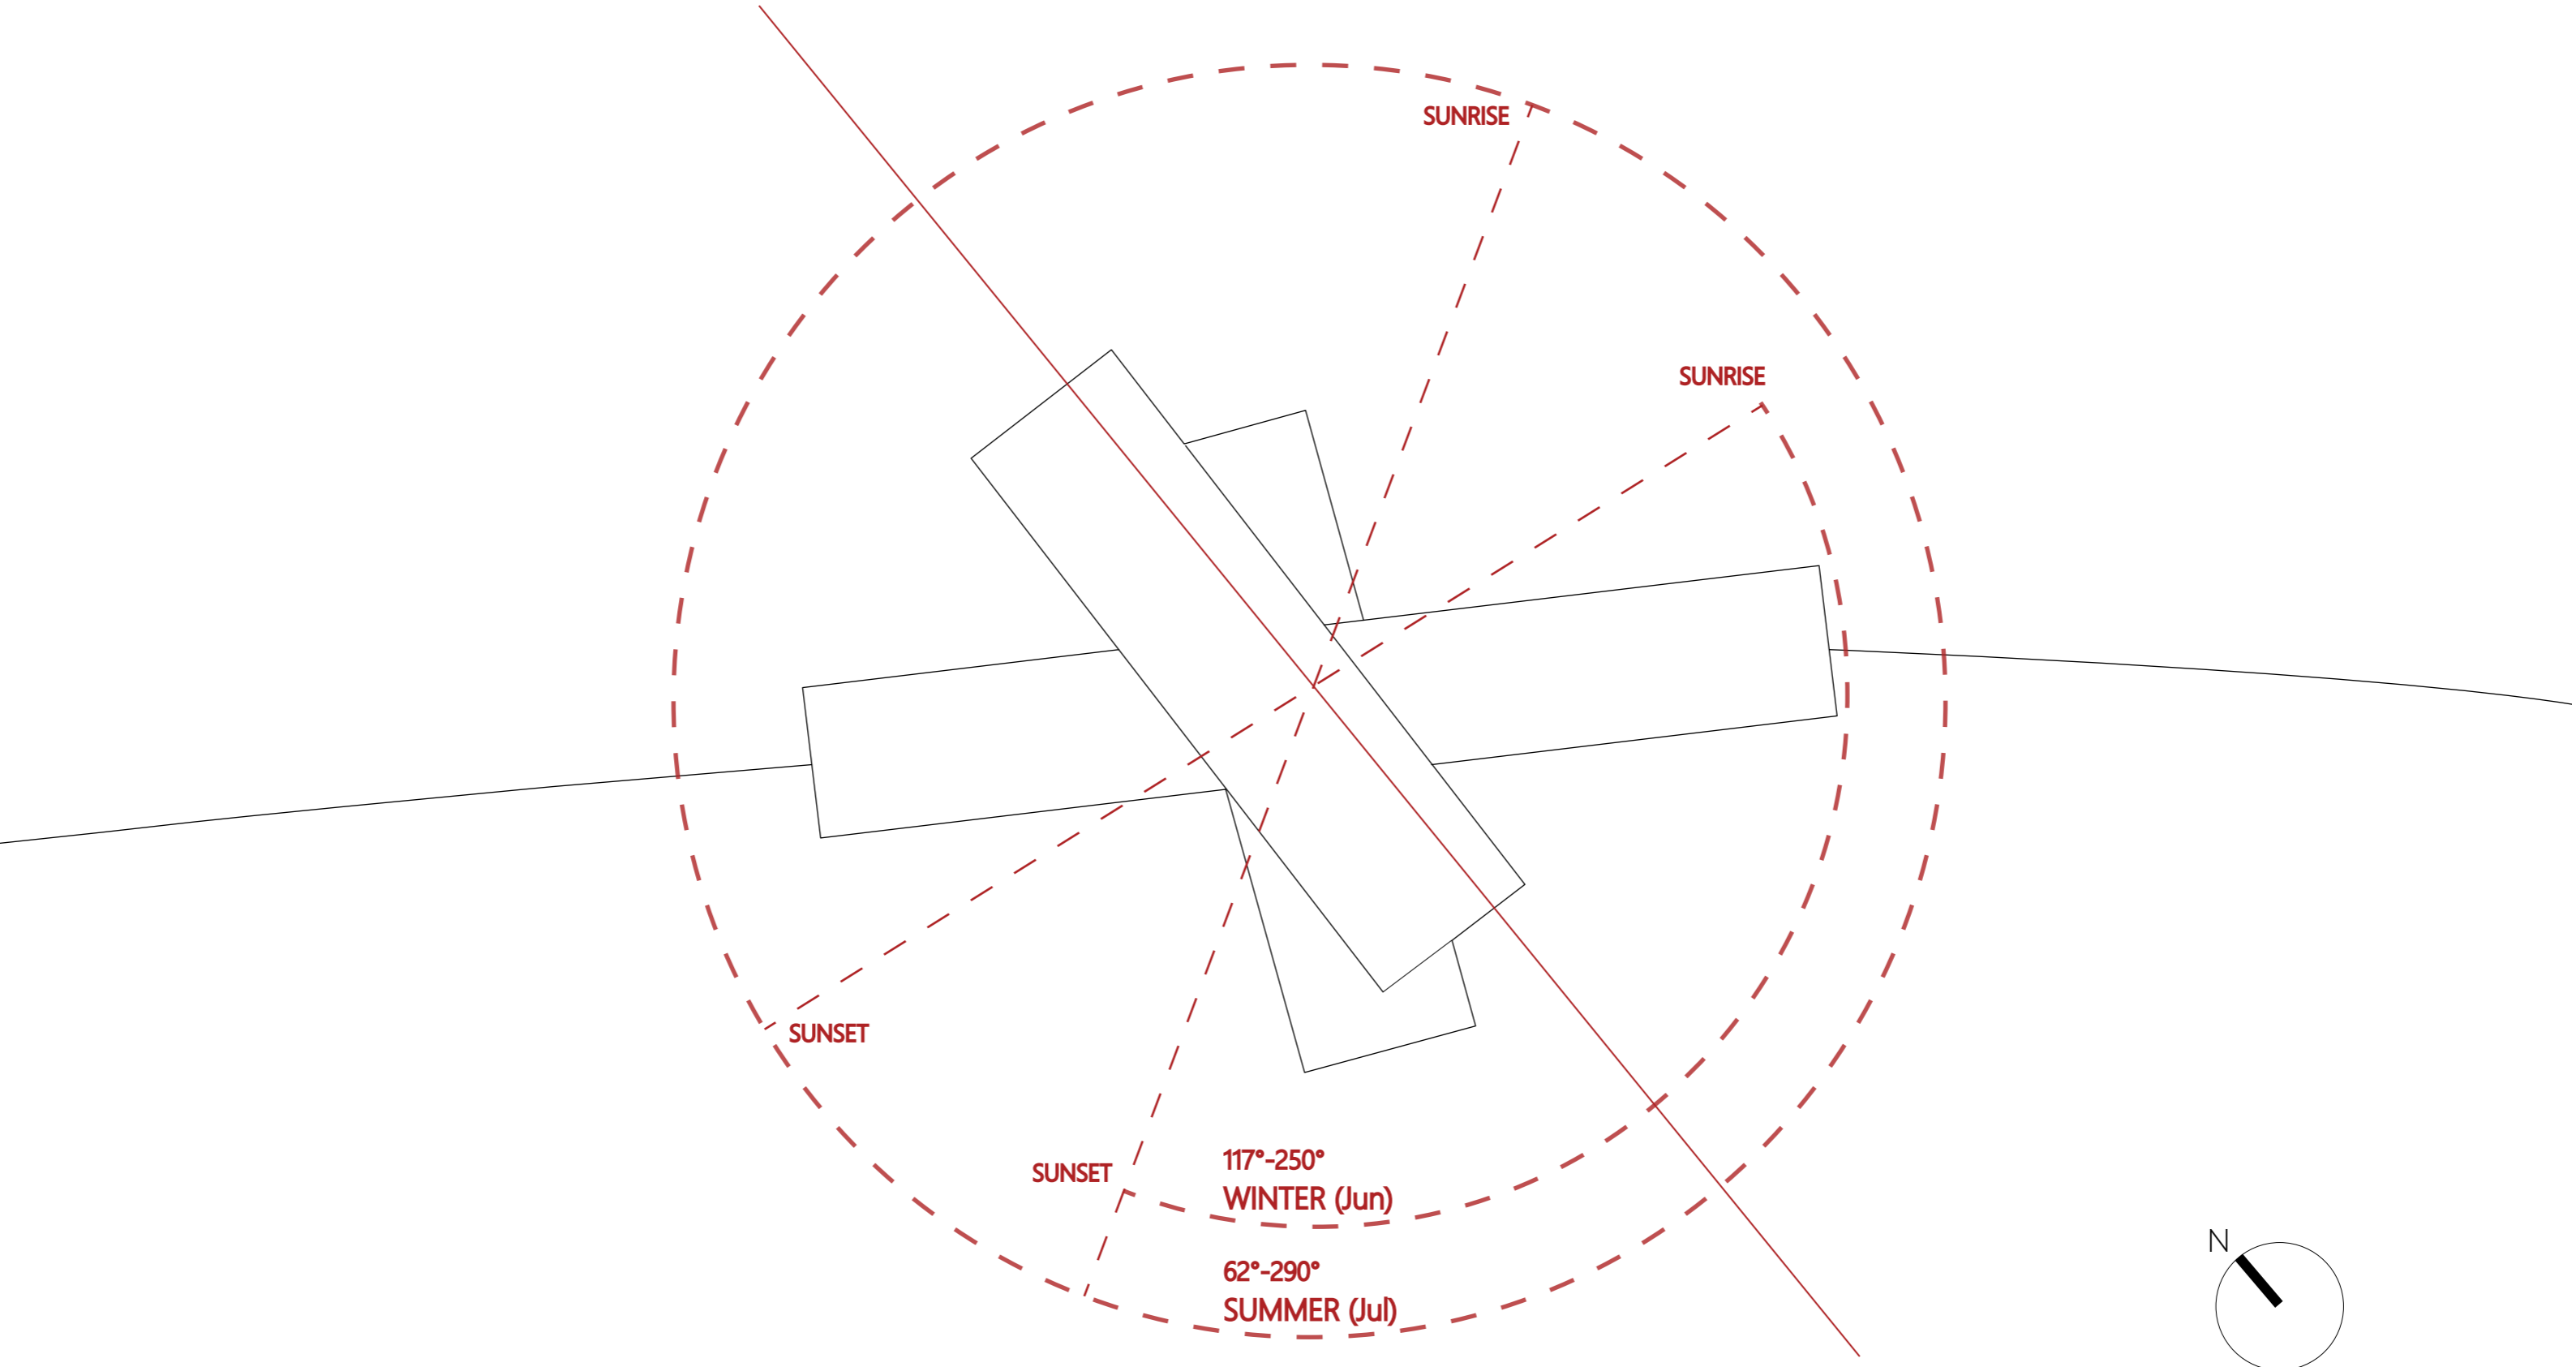 SUNRISE
SUNRISE
SUNSET
SUNSET
117°-250°
WINTER (Jun)
62°-290°
SUMMER (Jul)
N